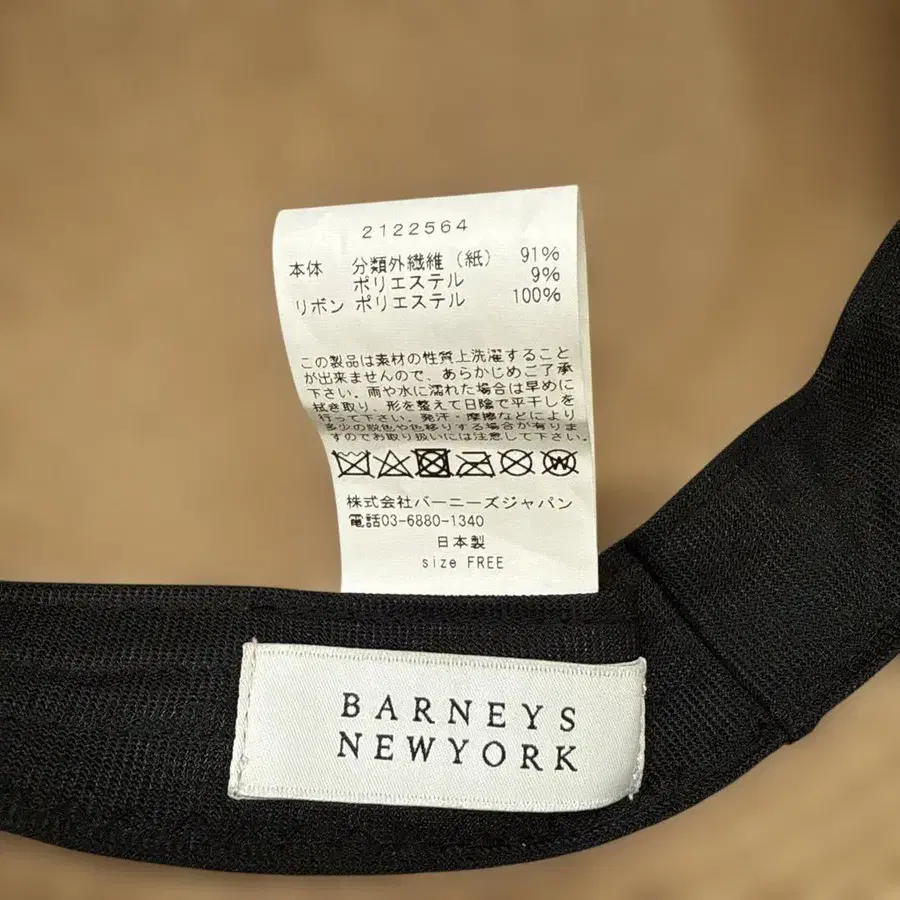 2122564
本体 分類外繊維（紙） 91%
ポリエステル 9%
リボン ポリエステル 100%
この製品は素材の性質上洗濯すること
が出来ませんので、あらかじめご了承
下さい。雨や水に濡れた場合は早めに
拭き取り、形を整えて日陰で平干しを
行って下さい。発汗・摩擦などにより
多少の脱色や色移りする場合が有りま
すのでお取り扱いには注意して下さい。
株式会社バーニーズジャパン
電話03-6880-1340
日本製
size FREE
BARNEYS
NEWYORK